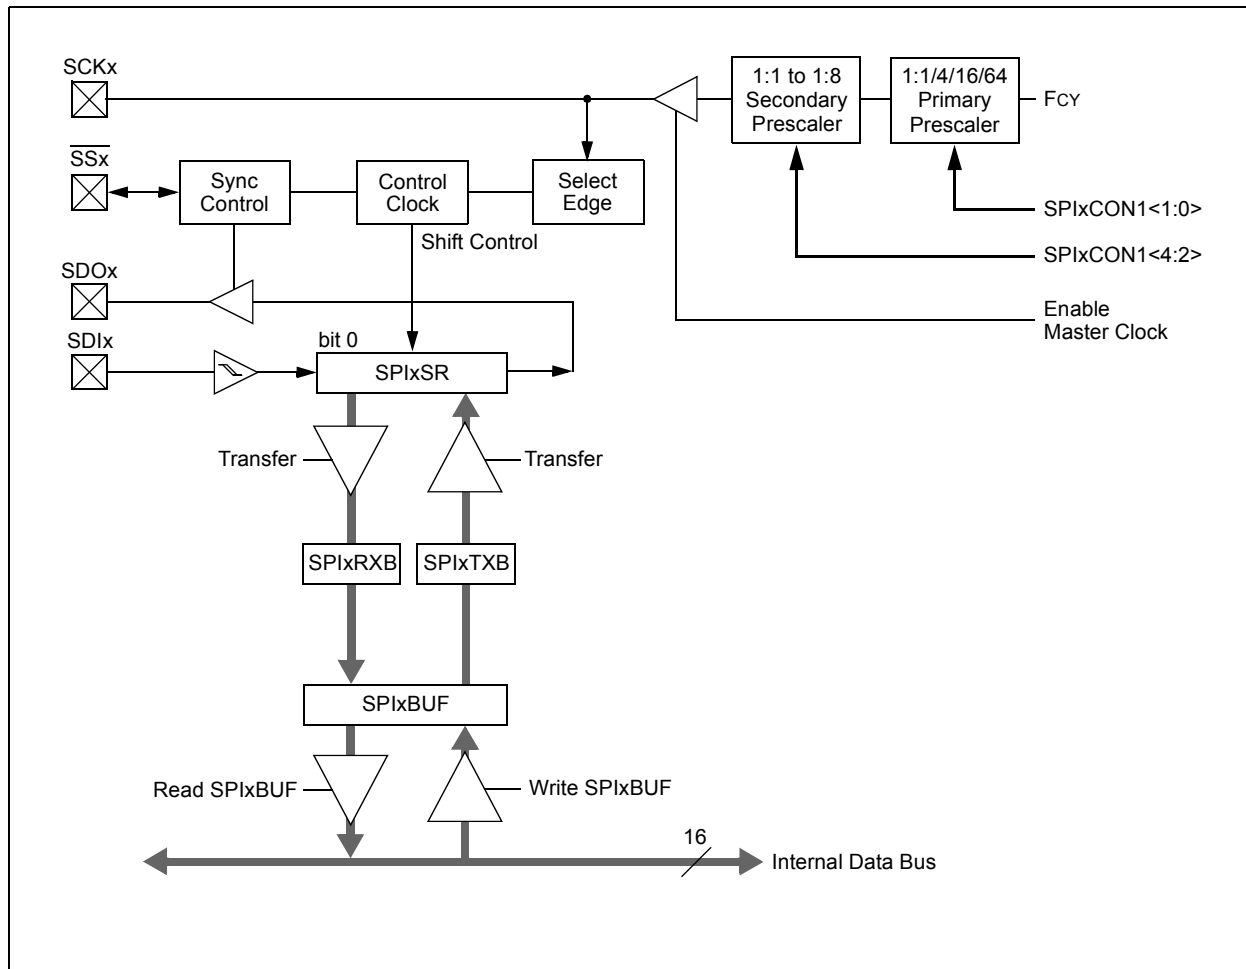 SCKx
1:1 to 1:8
Secondary
Prescaler
1:1/4/16/64
Primary
Prescaler
FCY
SSx
Sync
Control
Control
Clock
Select
Edge
SPIxCON1<1:0>
Shift Control
SPIxCON1<4:2>
SDOx
Enable
Master Clock
SDIx
bit 0
SPIxSR
Transfer
Transfer
SPIxRXB
SPIxTXB
SPIxBUF
Read SPIxBUF
Write SPIxBUF
16
Internal Data Bus